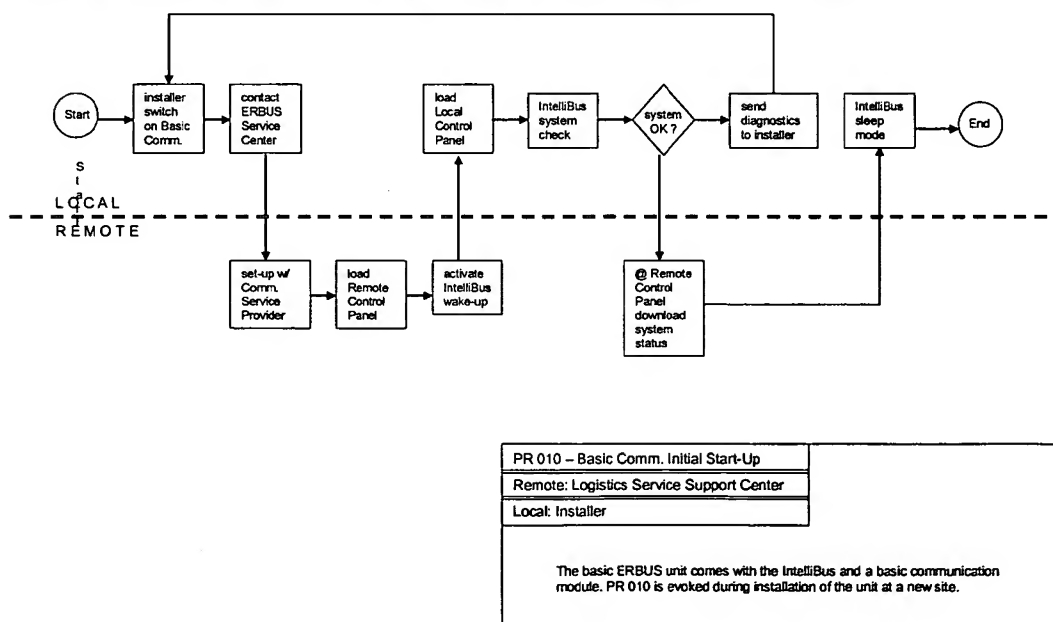 Start
installer
switch
on Basic
Comm.
contact
ERBUS
Service
Center
load
Local
Control
Panel
IntelliBus
system
check
system
OK ?
send
diagnostics
to installer
IntelliBus
sleep
mode
End
Start
LOCAL
REMOTE
set-up w/
Comm.
Service
Provider
load
Remote
Control
Panel
activate
IntelliBus
wake-up
@ Remote
Control
Panel
download
system
status
PR 010 – Basic Comm. Initial Start-Up
Remote: Logistics Service Support Center
Local: Installer
The basic ERBUS unit comes with the IntelliBus and a basic communication
module. PR 010 is evoked during installation of the unit at a new site.